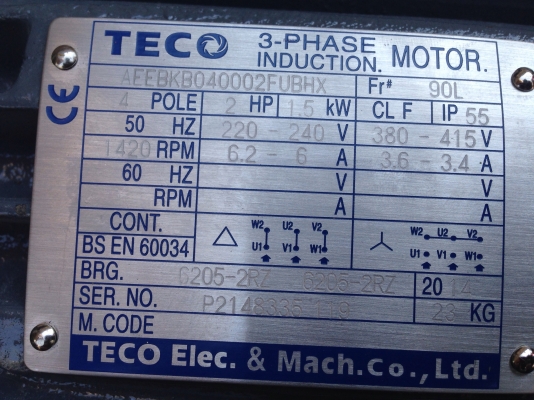 TECO 3-PHASE INDUCTION. MOTOR.
AEEBKB040002FUBHX Fr# 90L
4 POLE 2 HP 1.5 kW CL F IP 55
50 HZ 220 - 240 V 380 - 415 V
1420 RPM 6.2 - 6 A 3.6 - 3.4 A
60 HZ V V
RPM A A
CONT. W2 U2 V2 W2 U2 V2
BS EN 60034 U1 V1 W1 U1 V1 W1
BRG. 6205-2RZ 6205-2RZ 20
SER. NO. 23 KG
M. CODE
TECO Elec. & Mach.Co.,Ltd.
CE